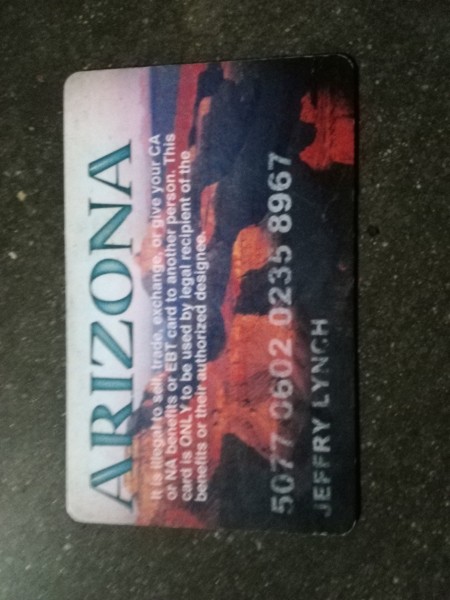 ARIZONA
It is illegal to sell, trade, exchange, or give your CA
or NA benefits or EBT card to another person. This
card is ONLY to be used by legal recipient of the
benefits or their authorized designee.
5077 0602 0235 8967
JEFFRY LYNCH